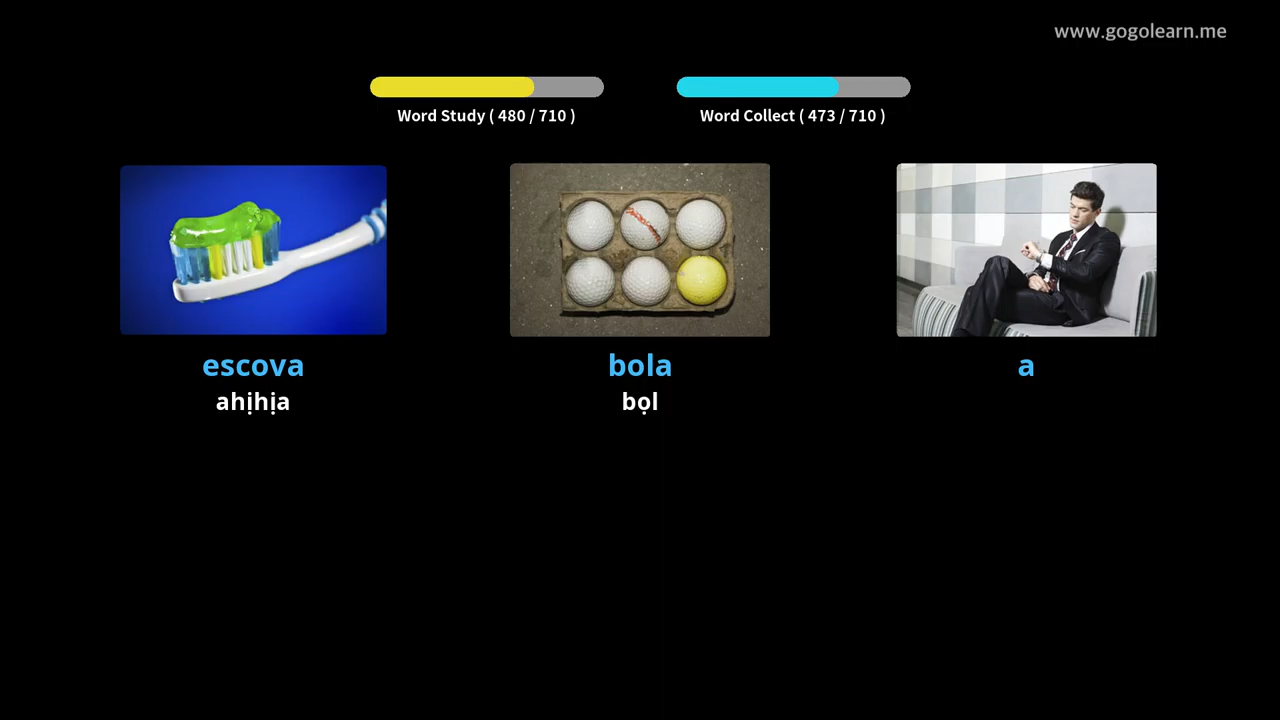 www.gogolearn.me
Word Study ( 480 / 710 )
Word Collect ( 473 / 710 )
escova
ahịhịa
bola
bọl
a